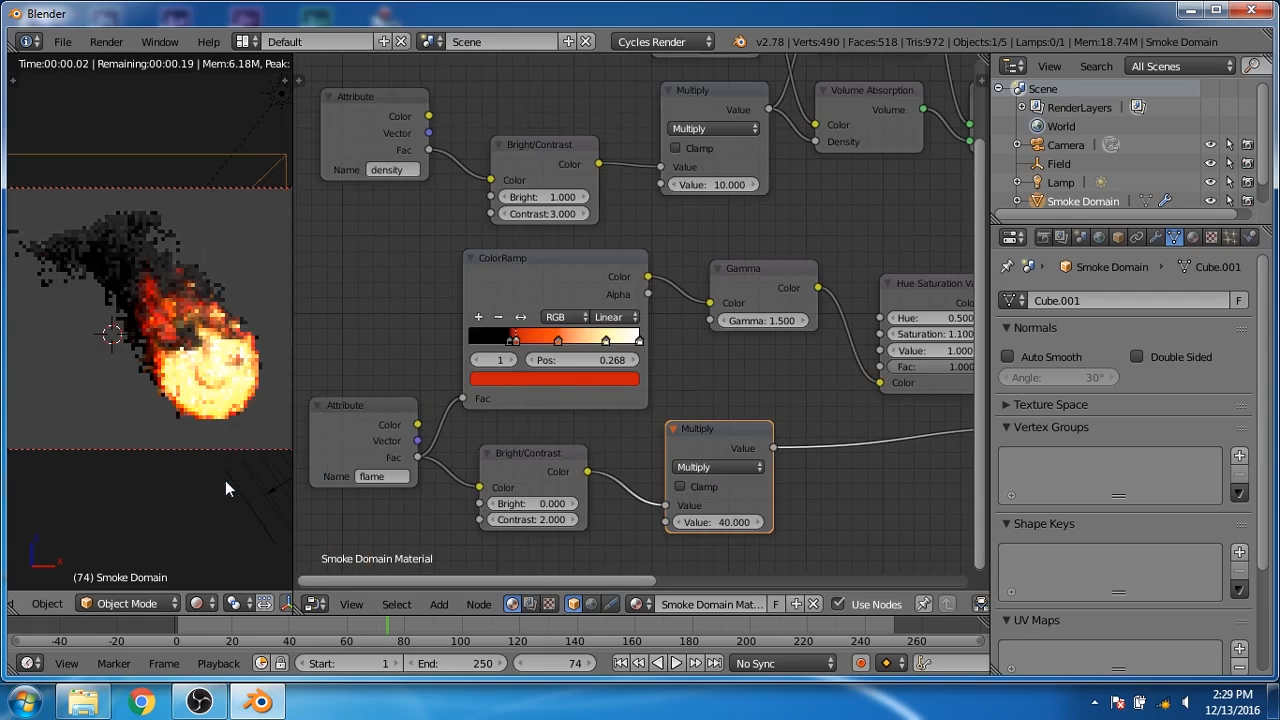 Blender
File Render Window Help Default Scene Cycles Render v2.78 | Verts:490 | Faces:518 | Tris:972 | Objects:1/5 | Lamps:0/1 | Mem:18.74M | Smoke Domain
Time:00:00.02 | Remaining:00:00.19 | Mem:6.18M, Peak:
(74) Smoke Domain
Object Object Mode
Attribute
Color
Vector
Fac
Name density
Bright/Contrast
Color
Color
Bright: 1.000
Contrast: 3.000
Multiply
Value
Multiply
Clamp
Value
Value: 10.000
Volume Absorption
Volume
Color
Density
ColorRamp
Color
Alpha
RGB Linear
1 Pos: 0.268
Fac
Gamma
Color
Color
Gamma: 1.500
Hue Saturation Va
Colo
Hue: 0.500
Saturation: 1.100
Value: 1.000
Fac: 1.000
Color
Attribute
Color
Vector
Fac
Name flame
Bright/Contrast
Color
Color
Bright: 0.000
Contrast: 2.000
Multiply
Value
Multiply
Clamp
Value
Value: 40.000
Smoke Domain Material
View Select Add Node Smoke Domain Mat... F Use Nodes
View Search All Scenes
Scene
RenderLayers
World
Camera
Field
Lamp
Smoke Domain
Smoke Domain Cube.001
Cube.001 F
Normals
Auto Smooth Double Sided
Angle: 30°
Texture Space
Vertex Groups
Shape Keys
UV Maps
-40 -20 0 20 40 60 80 100 120 140 160 180 200 220 240 260
View Marker Frame Playback Start: 1 End: 250 74 No Sync
2:29 PM
12/13/2016